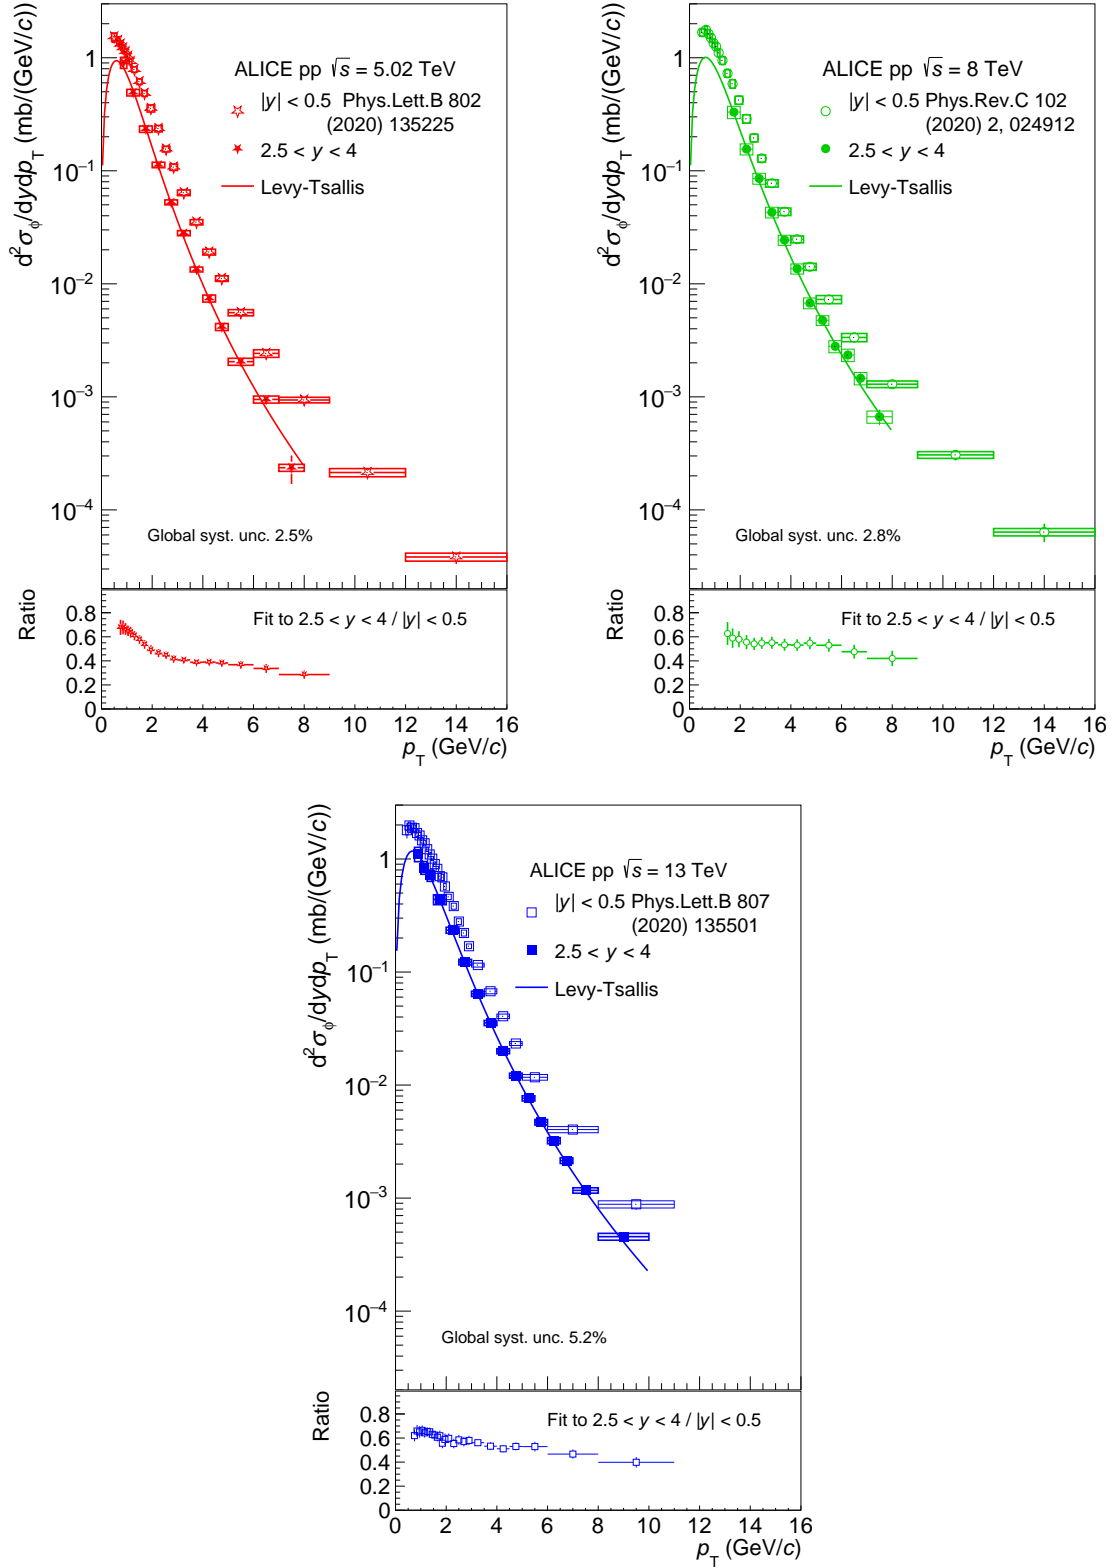 d²σ_ϕ/dydp_T (mb/(GeV/c))
1
10⁻¹
10⁻²
10⁻³
10⁻⁴
ALICE pp √s = 5.02 TeV
|y| < 0.5 Phys.Lett.B 802
(2020) 135225
2.5 < y < 4
Levy-Tsallis
Global syst. unc. 2.5%
Ratio
0.8
0.6
0.4
0.2
0
Fit to 2.5 < y < 4 / |y| < 0.5
0 2 4 6 8 10 12 14 16
p_T (GeV/c)
d²σ_ϕ/dydp_T (mb/(GeV/c))
1
10⁻¹
10⁻²
10⁻³
10⁻⁴
ALICE pp √s = 8 TeV
|y| < 0.5 Phys.Rev.C 102
(2020) 2, 024912
2.5 < y < 4
Levy-Tsallis
Global syst. unc. 2.8%
Ratio
0.8
0.6
0.4
0.2
0
Fit to 2.5 < y < 4 / |y| < 0.5
0 2 4 6 8 10 12 14 16
p_T (GeV/c)
d²σ_ϕ/dydp_T (mb/(GeV/c))
1
10⁻¹
10⁻²
10⁻³
10⁻⁴
ALICE pp √s = 13 TeV
|y| < 0.5 Phys.Lett.B 807
(2020) 135501
2.5 < y < 4
Levy-Tsallis
Global syst. unc. 5.2%
Ratio
0.8
0.6
0.4
0.2
0
Fit to 2.5 < y < 4 / |y| < 0.5
0 2 4 6 8 10 12 14 16
p_T (GeV/c)